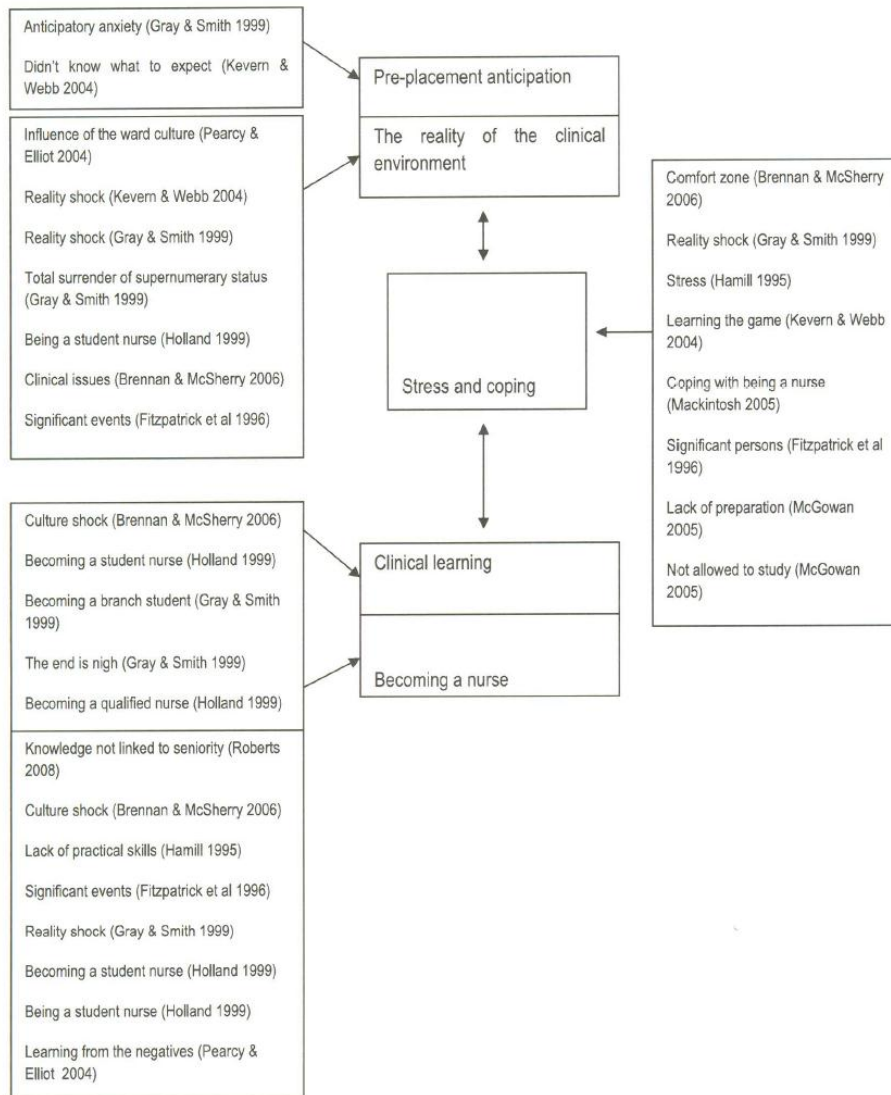 Anticipatory anxiety (Gray & Smith 1999)
Didn't know what to expect (Kevern &
Webb 2004)
Pre-placement anticipation
The reality of the clinical
environment
Influence of the ward culture (Pearcy &
Elliot 2004)
Reality shock (Kevern & Webb 2004)
Reality shock (Gray & Smith 1999)
Total surrender of supernumerary status
(Gray & Smith 1999)
Being a student nurse (Holland 1999)
Clinical issues (Brennan & McSherry 2006)
Significant events (Fitzpatrick et al 1996)
Stress and coping
Comfort zone (Brennan & McSherry
2006)
Reality shock (Gray & Smith 1999)
Stress (Hamill 1995)
Learning the game (Kevern & Webb
2004)
Coping with being a nurse
(Mackintosh 2005)
Significant persons (Fitzpatrick et al
1996)
Lack of preparation (McGowan
2005)
Not allowed to study (McGowan
2005)
Culture shock (Brennan & McSherry 2006)
Becoming a student nurse (Holland 1999)
Becoming a branch student (Gray & Smith
1999)
The end is nigh (Gray & Smith 1999)
Becoming a qualified nurse (Holland 1999)
Clinical learning
Becoming a nurse
Knowledge not linked to seniority (Roberts
2008)
Culture shock (Brennan & McSherry 2006)
Lack of practical skills (Hamill 1995)
Significant events (Fitzpatrick et al 1996)
Reality shock (Gray & Smith 1999)
Becoming a student nurse (Holland 1999)
Being a student nurse (Holland 1999)
Learning from the negatives (Pearcy &
Elliot 2004)